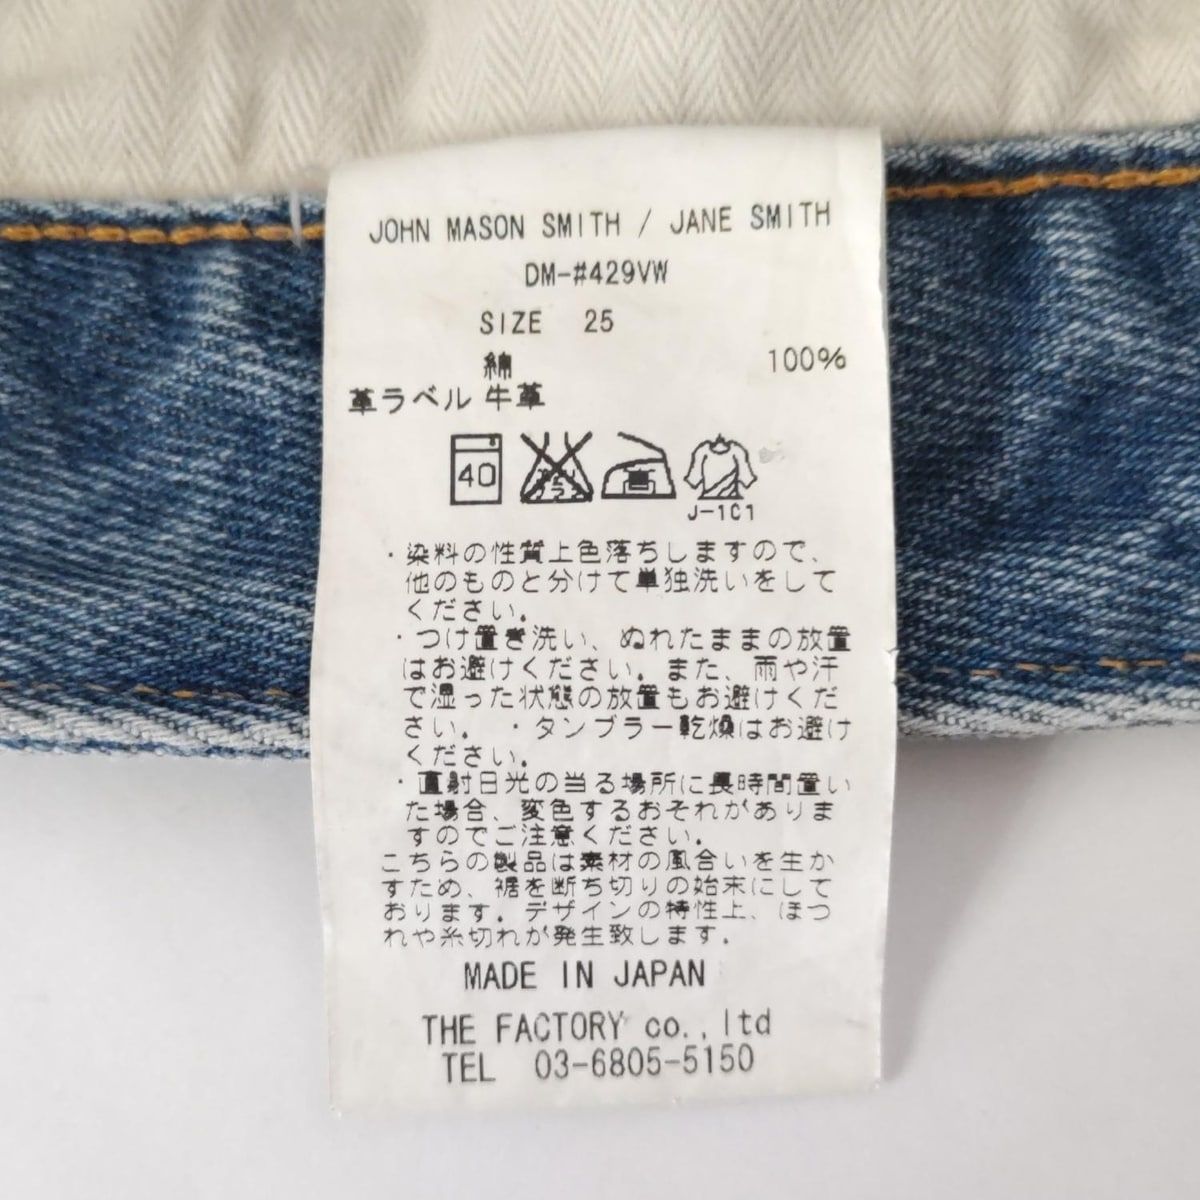 JOHN MASON SMITH / JANE SMITH
DM-#429VW
SIZE 25
綿 100%
革ラベル 牛革
40
エンソ
サラシ
J-1C1
・染料の性質上色落ちしますので、
他のものと分けて単独洗いをして
ください。
・つけ置き洗い、ぬれたままの放置
はお避けください。また、雨や汗
で湿った状態の放置もお避けくだ
さい。 ・タンブラー乾燥はお避け
ください。
・直射日光の当る場所に長時間置い
た場合、変色するおそれがありま
すのでご注意ください。
こちらの製品は素材の風合いを生か
すため、裾を断ち切りの始末にして
おります。デザインの特性上、ほつ
れや糸切れが発生致します。
MADE IN JAPAN
THE FACTORY co.,ltd
TEL 03-6805-5150